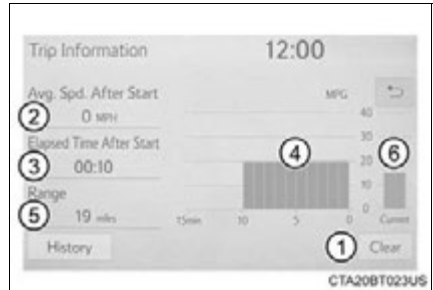 Trip Information 12:00
Avg. Spd. After Start MPG
2 0 MPH
40
Elapsed Time After Start 30
3 00:10 4 20 6
Range 10
5 19 miles 0
15min 10 5 0 Current
History 1 Clear
CTA20BT023US